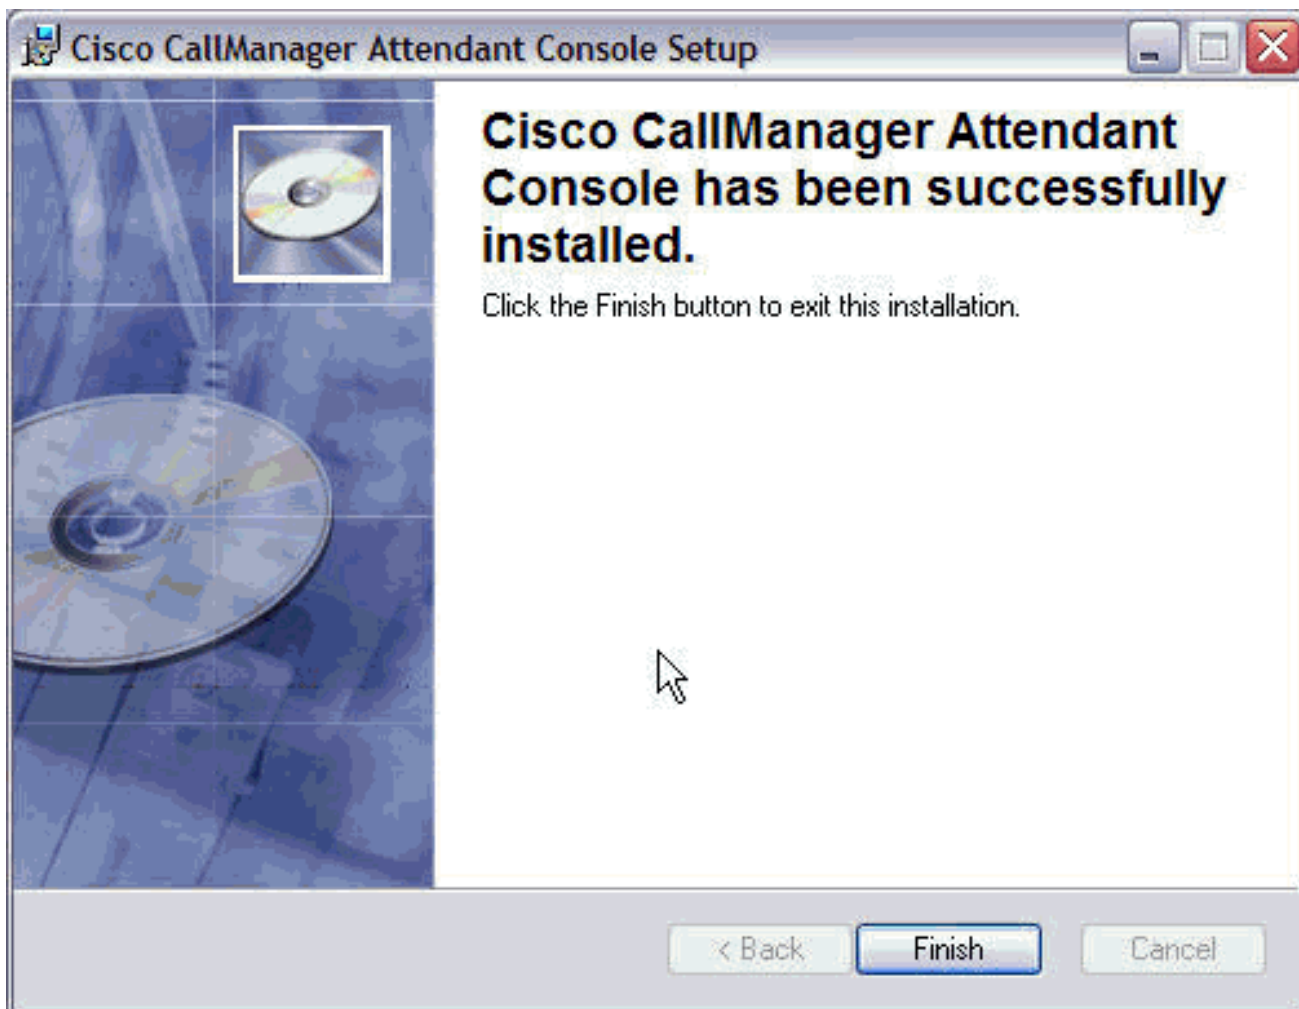 Cisco CallManager Attendant Console Setup
Cisco CallManager Attendant
Console has been successfully
installed.
Click the Finish button to exit this installation.
< Back
Finish
Cancel